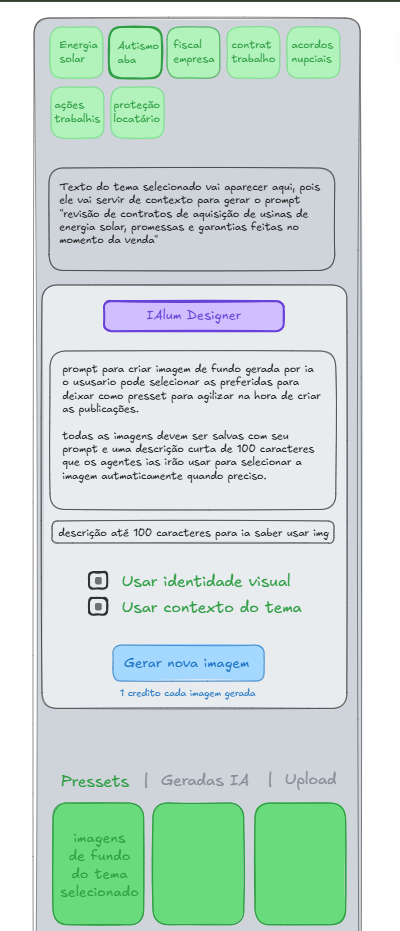 Energia
solar
Autismo
aba
fiscal
empresa
contrat
trabalho
acordos
nupciais
ações
trabalhis
proteção
locatário
Texto do tema selecionado vai aparecer aqui, pois
ele vai servir de contexto para gerar o prompt
"revisão de contratos de aquisição de usinas de
energia solar, promessas e garantias feitas no
momento da venda"
IAlum Designer
prompt para criar imagem de fundo gerada por ia
o ususario pode selecionar as preferidas para
deixar como presset para agilizar na hora de criar
as publicações.
todas as imagens devem ser salvas com seu
prompt e uma descrição curta de 100 caracteres
que os agentes ias irão usar para selecionar a
imagem autmaticamente quando preciso.
descrição até 100 caracteres para ia saber usar img
Usar identidade visual
Usar contexto do tema
Gerar nova imagem
1 credito cada imagem gerada
Pressets | Geradas IA | Upload
imagens
de fundo
do tema
selecionado